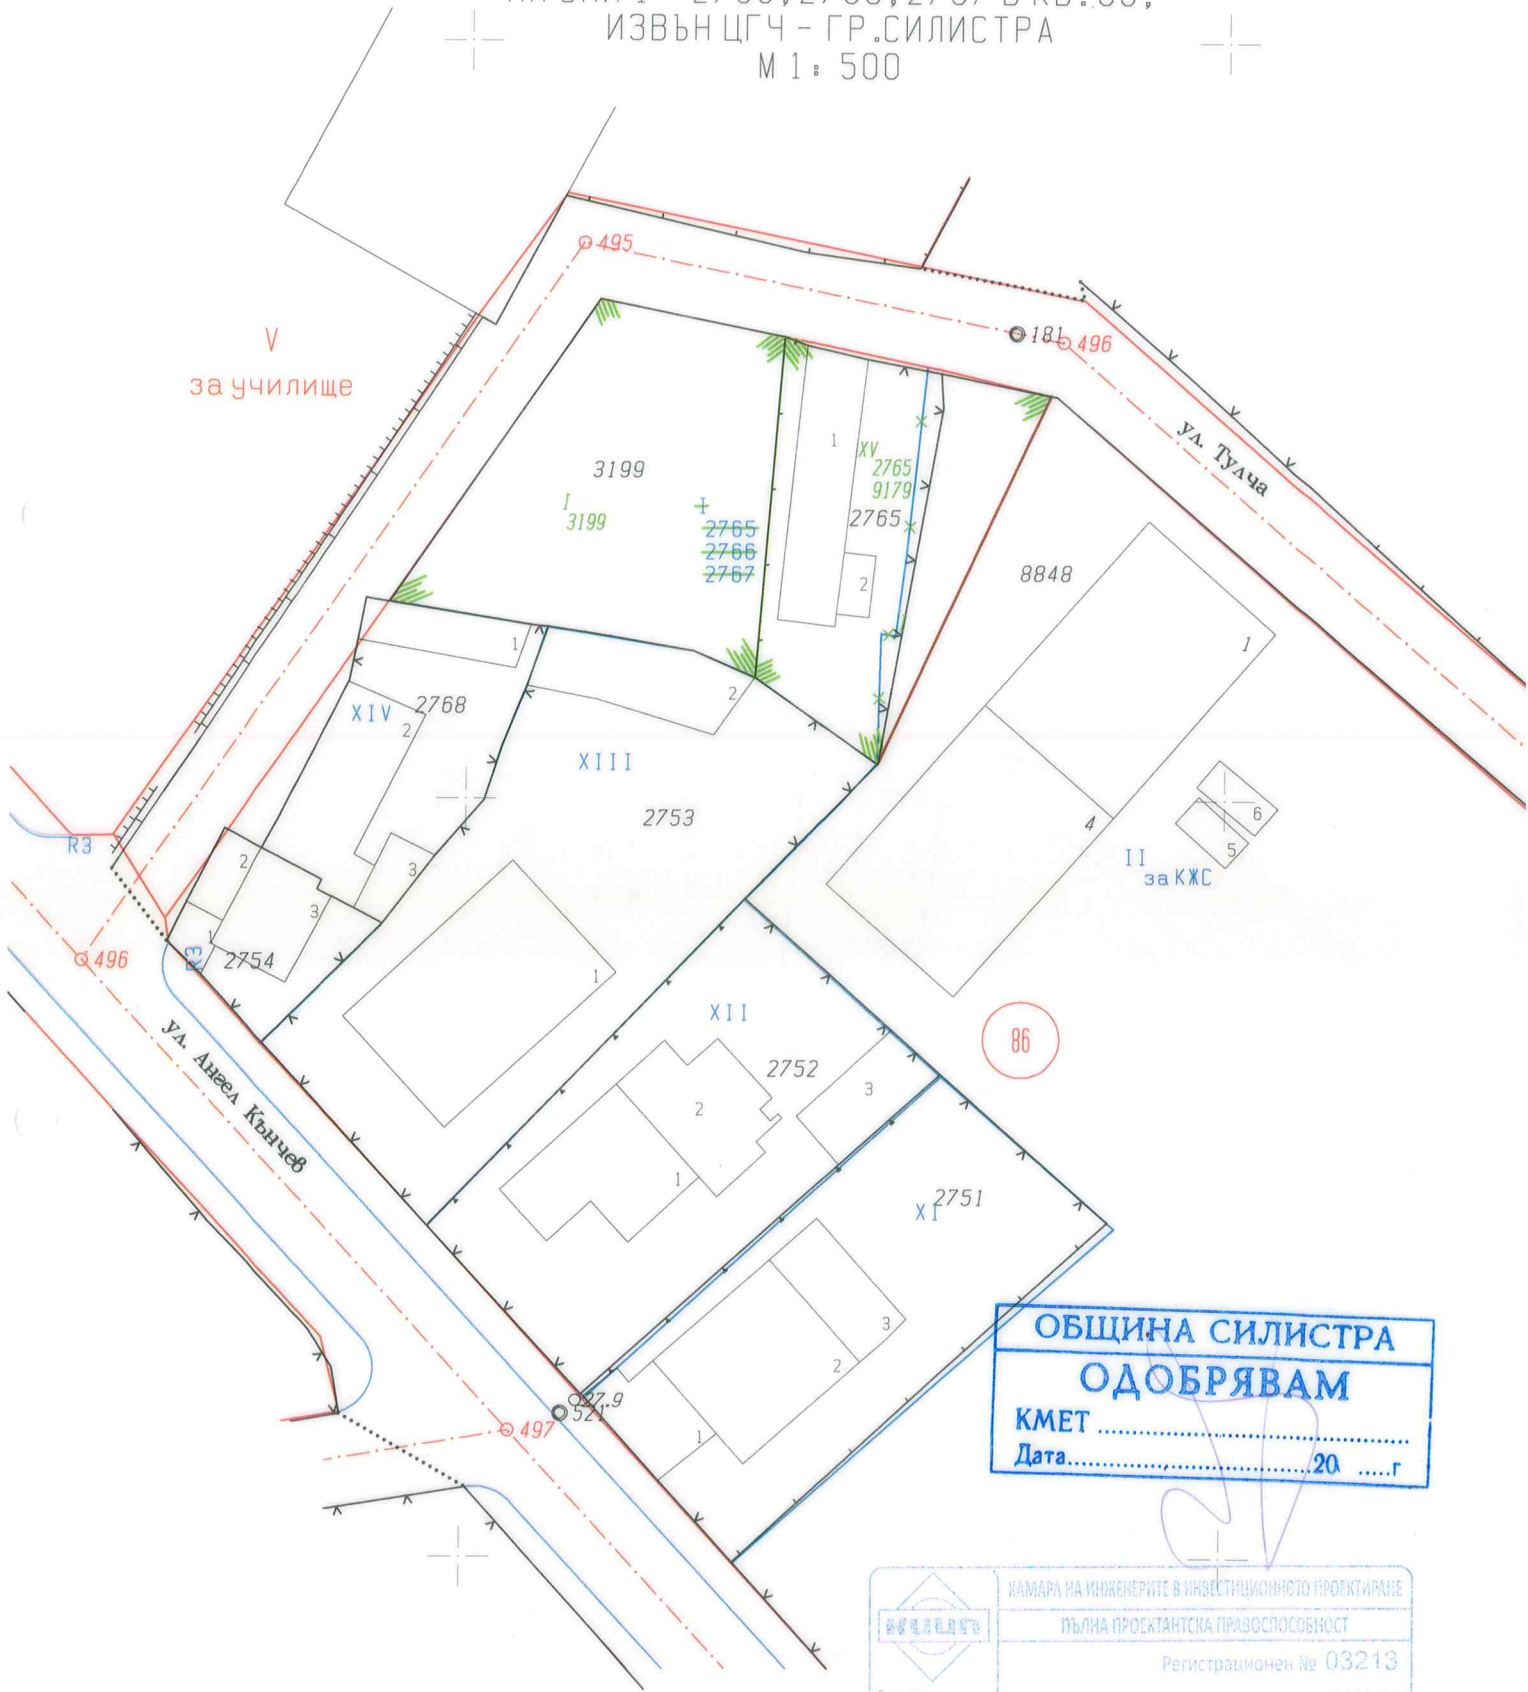 ИЗВЪН ЦГЧ - ГР.СИЛИСТРА
М 1: 500
495
V
за училище
181
496
ул. Тулча
3199
I
3199
I
2765
2766
2767
1
XV
2765
9179
2765
2
8848
1
1
2768
XIV
2
2
XIII
2753
4
6
5
II
за КЖС
R3
2
3
3
1
R3
2754
496
1
86
XII
2752
3
2
1
ул. Ангел Кънчев
2751
XI
3
2
1
27.9
521
497
ОБЩИНА СИЛИСТРА
ОДОБРЯВАМ
КМЕТ
Дата 20 г
КАМАРА НА ИНЖЕНЕРИТЕ В ИНВЕСТИЦИОННОТО ПРОЕКТИРАНЕ
КИИП
ПЪЛНА ПРОЕКТАНТСКА ПРАВОСПОСОБНОСТ
Регистрационен № 03213